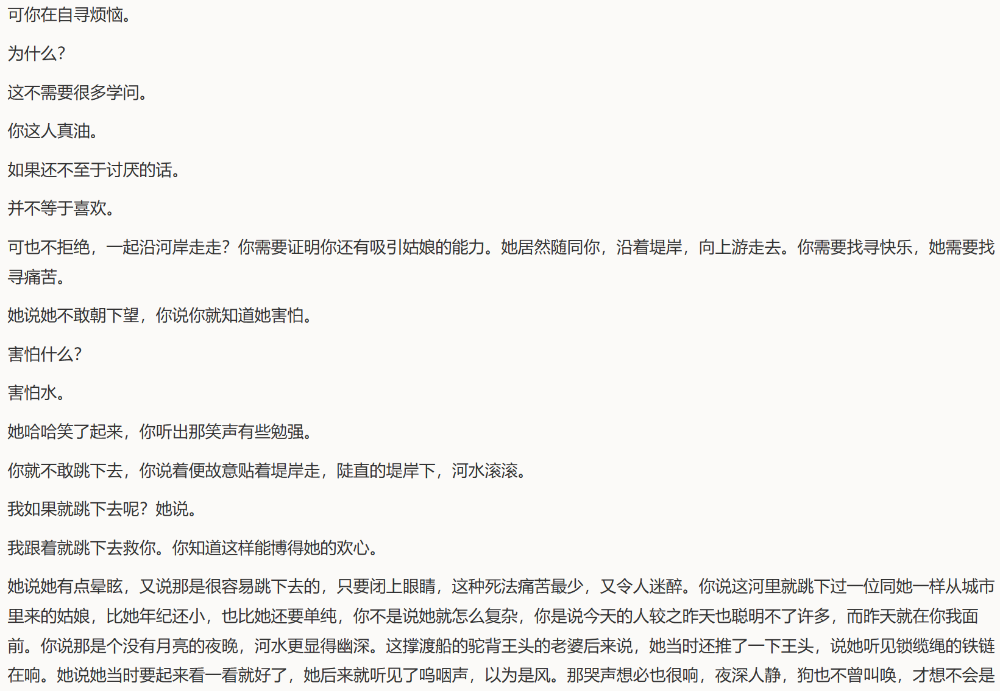 可你在自寻烦恼。
为什么？
这不需要很多学问。
你这人真油。
如果还不至于讨厌的话。
并不等于喜欢。
可也不拒绝，一起沿河岸走走？你需要证明你还有吸引姑娘的能力。她居然随同你，沿着堤岸，向上游走去。你需要找寻快乐，她需要找
寻痛苦。
她说她不敢朝下望，你说你就知道她害怕。
害怕什么？
害怕水。
她哈哈笑了起来，你听出那笑声有些勉强。
你就不敢跳下去，你说着便故意贴着堤岸走，陡直的堤岸下，河水滚滚。
我如果就跳下去呢？她说。
我跟着就跳下去救你。你知道这样能博得她的欢心。
她说她有点晕眩，又说那是很容易跳下去的，只要闭上眼睛，这种死法痛苦最少，又令人迷醉。你说这河里就跳下过一位同她一样从城市
里来的姑娘，比她年纪还小，也比她还要单纯，你不是说她就怎么复杂，你是说今天的人较之昨天也聪明不了许多，而昨天就在你我面
前。你说那是个没有月亮的夜晚，河水更显得幽深。这撑渡船的驼背王头的老婆后来说，她当时还推了一下王头，说她听见锁缆绳的铁链
在响。她说她当时要起来看一看就好了，她后来就听见了呜咽声，以为是风。那哭声想必也很响，夜深人静，狗也不曾叫唤，才想不会是